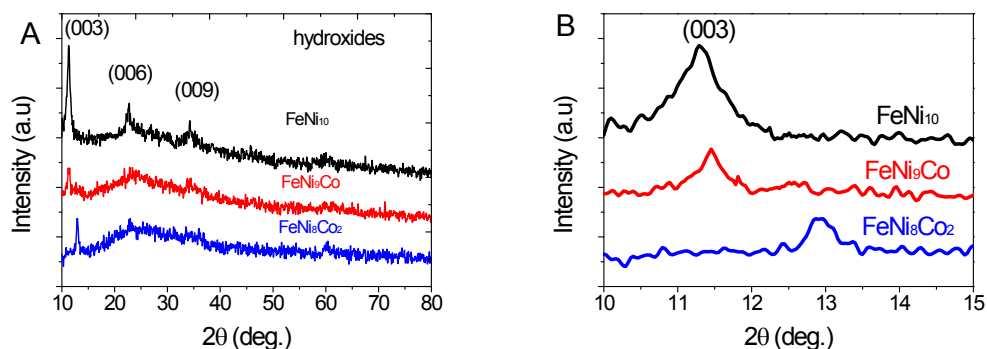 A
(003)
hydroxides
(006)
(009)
FeNi₁₀
FeNi₉Co
FeNi₈Co₂
Intensity (a.u)
10 20 30 40 50 60 70 80
2θ (deg.)
B
(003)
FeNi₁₀
FeNi₉Co
FeNi₈Co₂
Intensity (a.u)
10 11 12 13 14 15
2θ (deg.)